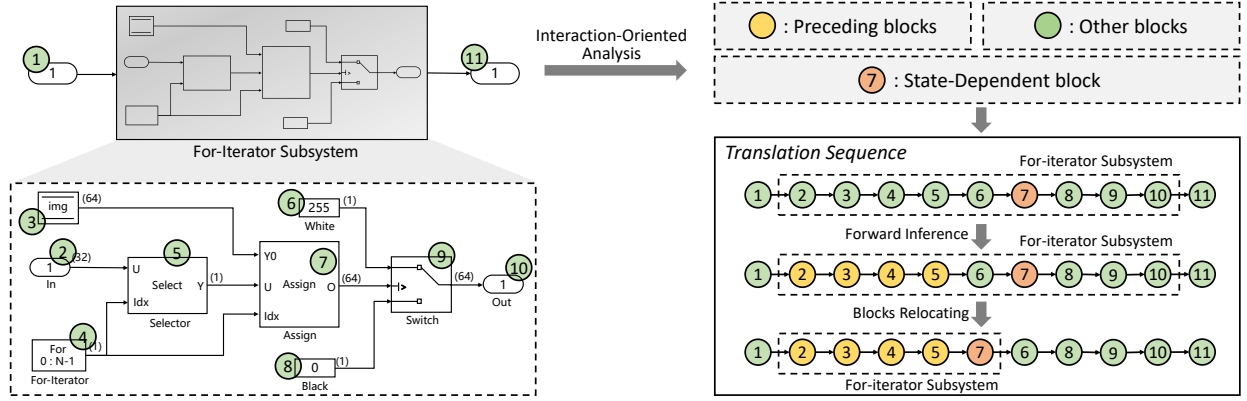 1
11
1
1
For-Iterator Subsystem
Interaction-Oriented
Analysis
: Preceding blocks
: Other blocks
7
: State-Dependent block
3
img
(64)
6
255
(1)
White
2
1
(32)
In
5
U
Select
Y
(1)
Idx
Selector
4
For
0 : N-1
(1)
For-Iterator
7
Y0
U
Assign
O
(64)
Idx
Assign
9
(64)
Switch
10
1
Out
8
0
(1)
Black
Translation Sequence
For-iterator Subsystem
1 2 3 4 5 6 7 8 9 10 11
Forward Inference
For-iterator Subsystem
1 2 3 4 5 6 7 8 9 10 11
Blocks Relocating
1 2 3 4 5 7 6 8 9 10 11
For-iterator Subsystem